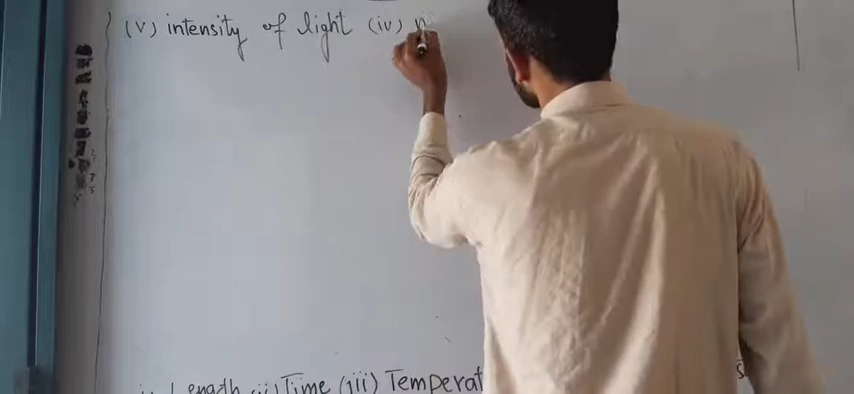 (v) intensity of light (iv)
Length (ii) Time (iii) Temperat